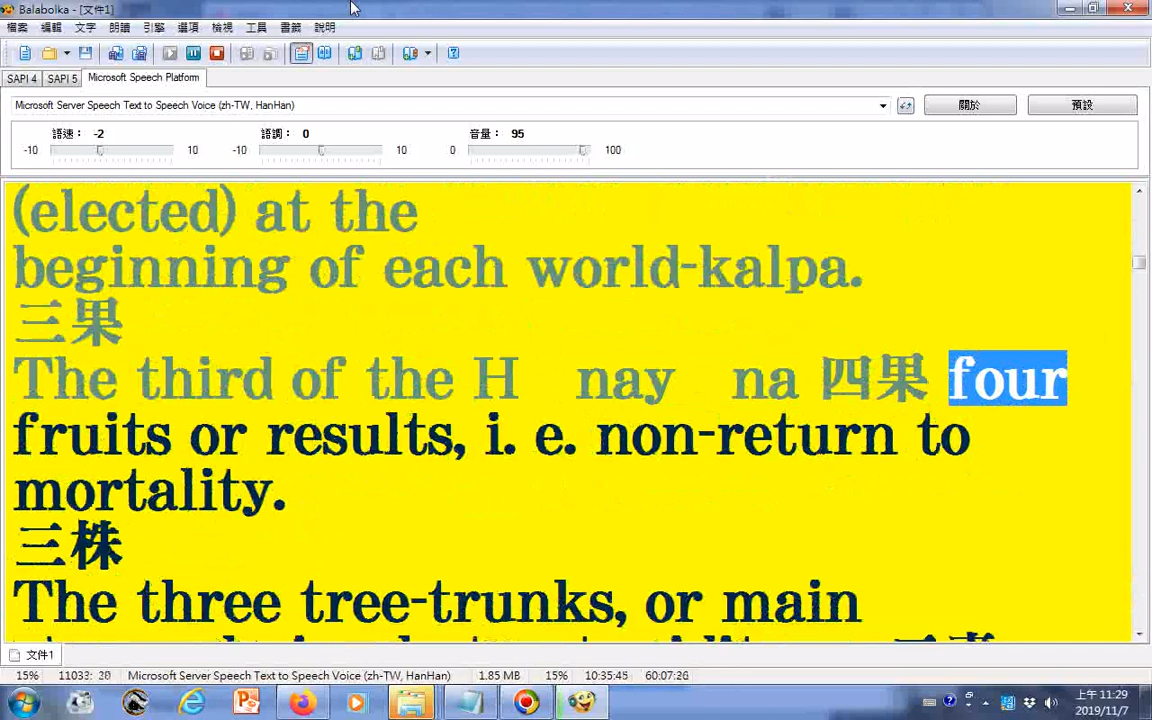 Balabolka - [文件1]
檔案 編輯 文字 朗讀 引擎 選項 檢視 工具 書籤 說明
SAPI 4 SAPI 5 Microsoft Speech Platform
Microsoft Server Speech Text to Speech Voice (zh-TW, HanHan) 關於 預設
語速： -2 語調： 0 音量： 95
-10 10 -10 10 0 100
(elected) at the
beginning of each world-kalpa.
三果
The third of the H nay na 四果 four
fruits or results, i. e. non-return to
mortality.
三株
The three tree-trunks, or main
文件1
15% 11033: 20 Microsoft Server Speech Text to Speech Voice (zh-TW, HanHan) 1.85 MB 15% 10:35:45 60:07:26
上午 11:29
2019/11/7